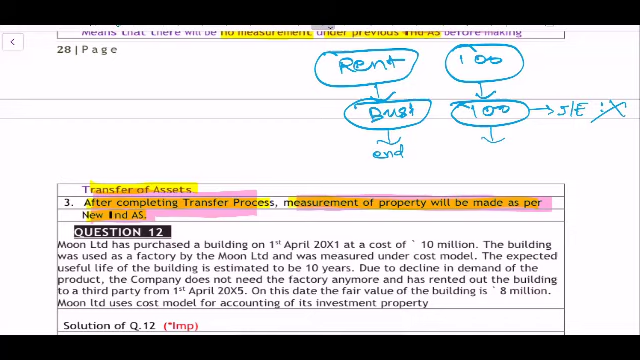 Means that there will be no measurement under previous Ind AS before making
28 | P a g e
Rent 100
Bust 100 J/E : X
end
Transfer of Assets
3. After completing Transfer Process, measurement of property will be made as per
New Ind AS.
QUESTION 12
Moon Ltd has purchased a building on 1st April 20X1 at a cost of ` 10 million. The building
was used as a factory by the Moon Ltd and was measured under cost model. The expected
useful life of the building is estimated to be 10 years. Due to decline in demand of the
product, the Company does not need the factory anymore and has rented out the building
to a third party from 1st April 20X5. On this date the fair value of the building is ` 8 million.
Moon ltd uses cost model for accounting of its investment property
Solution of Q.12 (*Imp)